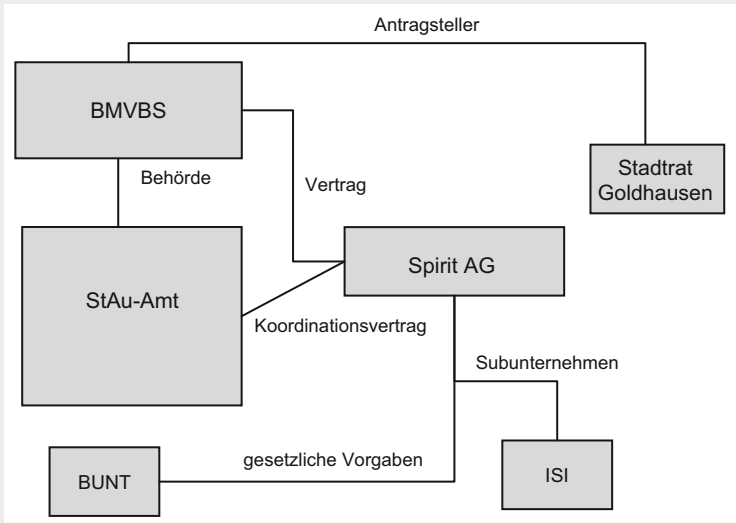 Antragsteller
BMVBS
Behörde
Vertrag
Stadtrat
Goldhausen
Spirit AG
StAu-Amt
Koordinationsvertrag
Subunternehmen
gesetzliche Vorgaben
BUNT
ISI